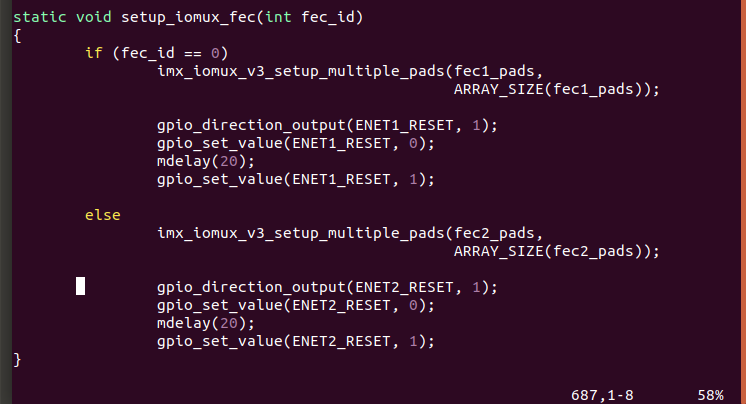 static void setup_iomux_fec(int fec_id)
{
        if (fec_id == 0)
                imx_iomux_v3_setup_multiple_pads(fec1_pads,
                                                 ARRAY_SIZE(fec1_pads));

                gpio_direction_output(ENET1_RESET, 1);
                gpio_set_value(ENET1_RESET, 0);
                mdelay(20);
                gpio_set_value(ENET1_RESET, 1);

        else
                imx_iomux_v3_setup_multiple_pads(fec2_pads,
                                                 ARRAY_SIZE(fec2_pads));

                gpio_direction_output(ENET2_RESET, 1);
                gpio_set_value(ENET2_RESET, 0);
                mdelay(20);
                gpio_set_value(ENET2_RESET, 1);
}
687,1-8 58%